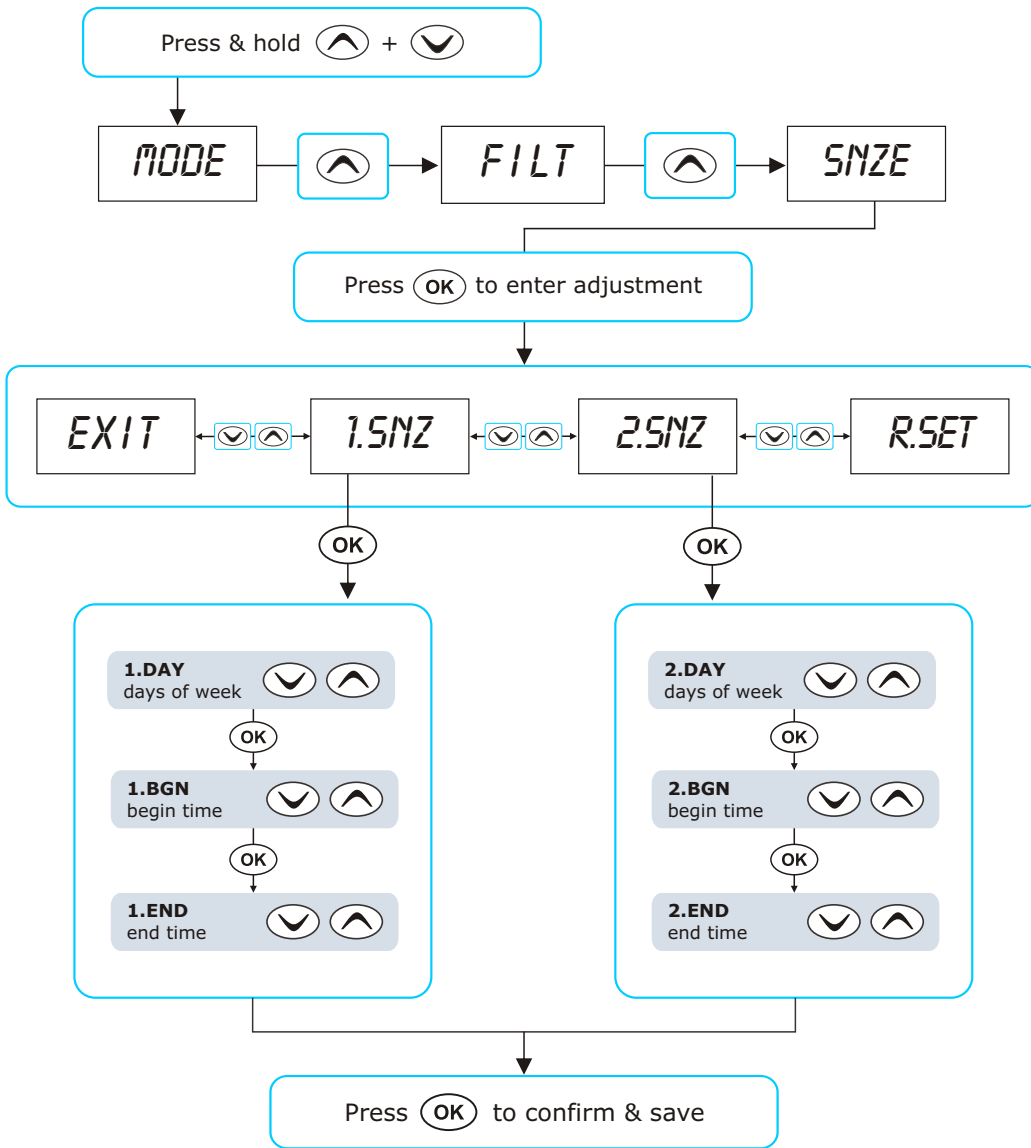 Press & hold +
MODE FILT SNZE
Press OK to enter adjustment
EXIT 1.SNZ 2.SNZ R.SET
OK OK
1.DAY
days of week
OK
1.BGN
begin time
OK
1.END
end time
2.DAY
days of week
OK
2.BGN
begin time
OK
2.END
end time
Press OK to confirm & save